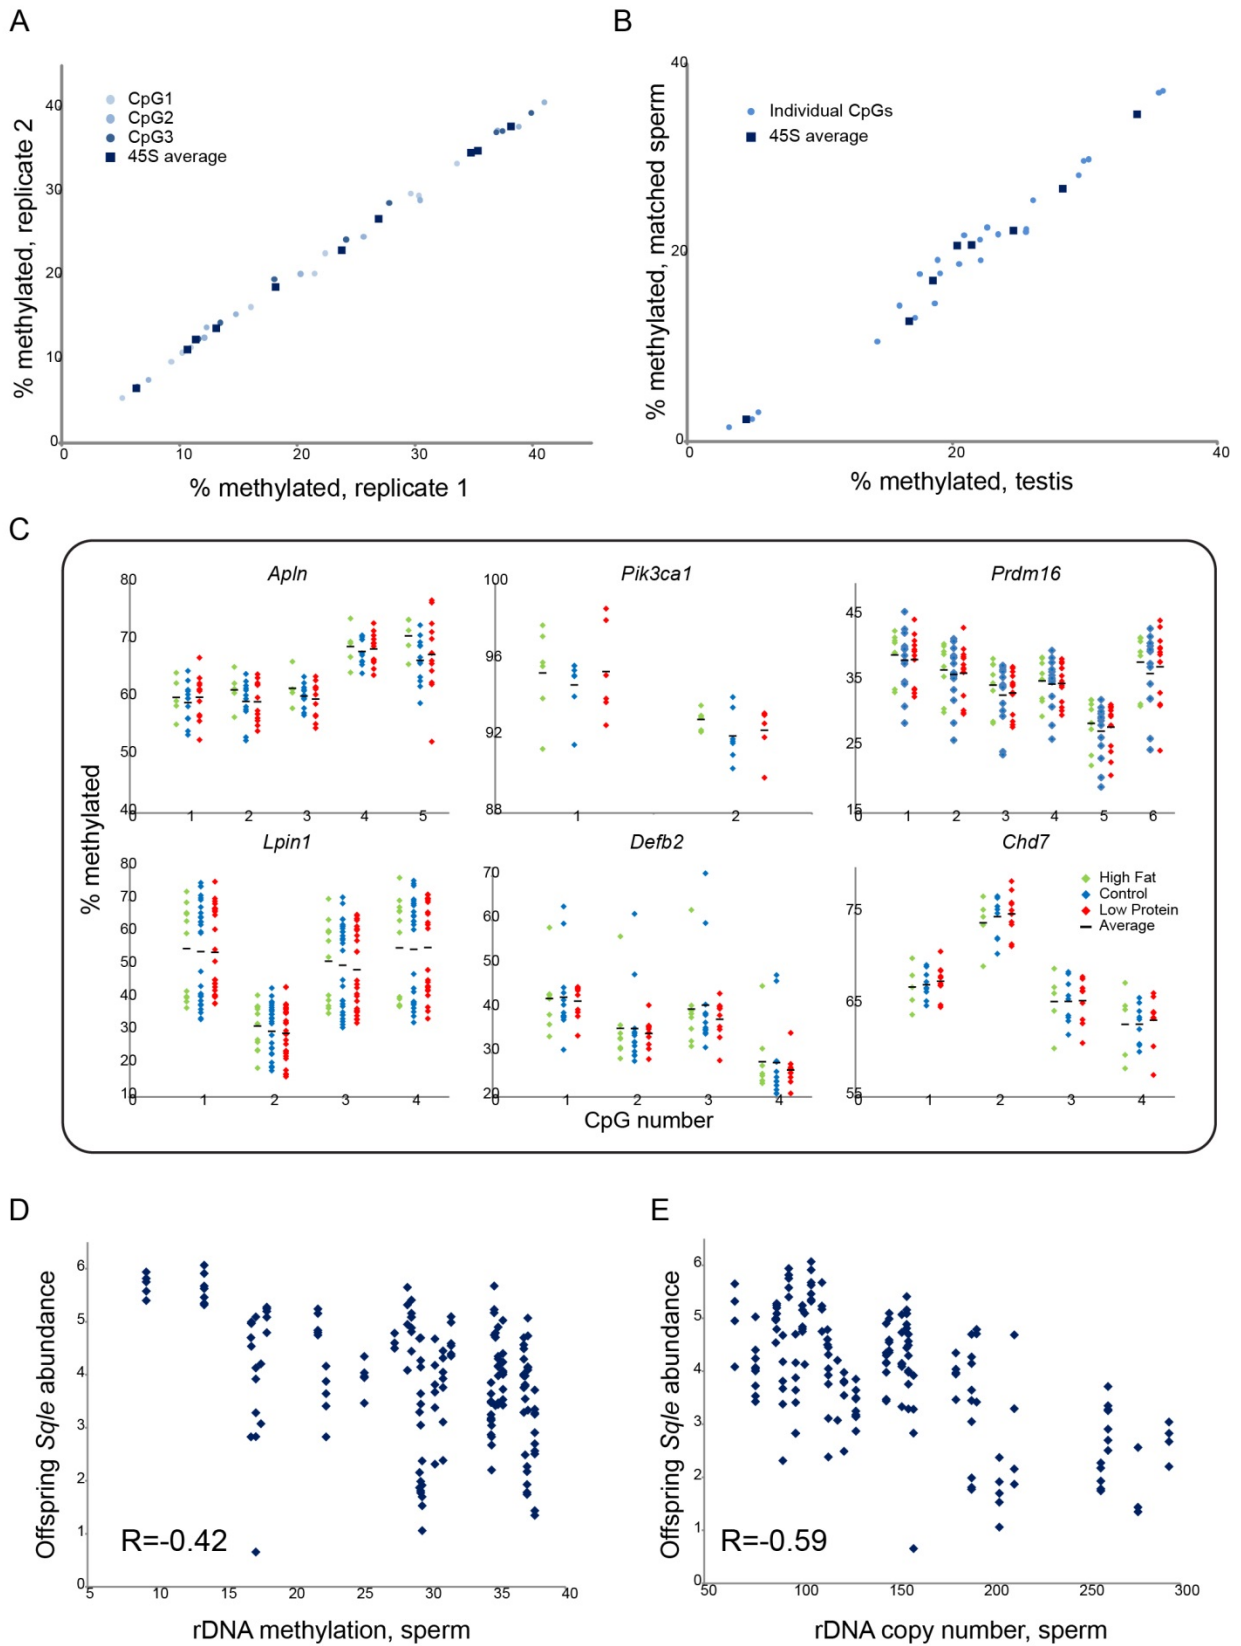 A
B
CpG1
CpG2
CpG3
45S average
% methylated, replicate 2
40
30
20
10
0
0 10 20 30 40
% methylated, replicate 1
Individual CpGs
45S average
% methylated, matched sperm
40
20
0
0 20 40
% methylated, testis
C
% methylated
Apln
80
70
60
50
40
0 1 2 3 4 5
Pik3ca1
100
96
92
88
0 1 2
Prdm16
45
35
25
15
0 1 2 3 4 5 6
Lpin1
80
70
60
50
40
30
20
10
0 1 2 3 4
Defb2
70
60
50
40
30
20
0 1 2 3 4
CpG number
Chd7
High Fat
Control
Low Protein
Average
75
65
55
0 1 2 3 4
D
Offspring Sqle abundance
6
5
4
3
2
1
0
R=-0.42
5 10 15 20 25 30 35 40
rDNA methylation, sperm
E
Offspring Sqle abundance
6
5
4
3
2
1
0
R=-0.59
50 100 150 200 250 300
rDNA copy number, sperm